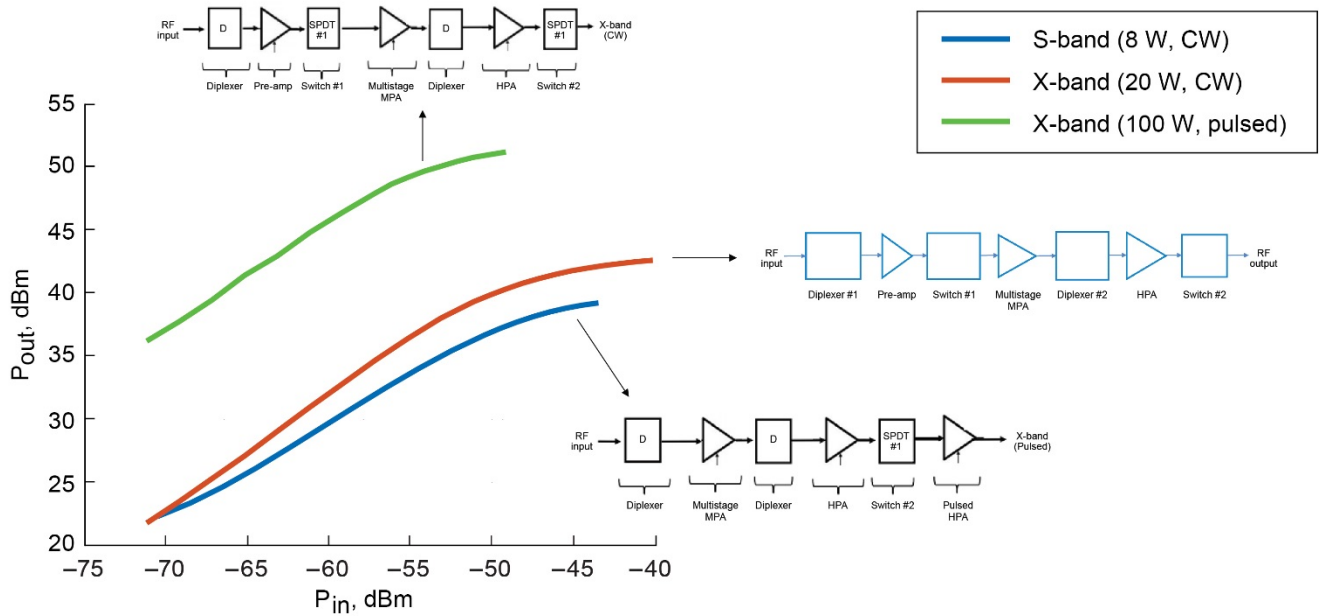 RF
input
D
SPDT
#1
D
SPDT
#1
X-band
(CW)
Diplexer
Pre-amp
Switch #1
Multistage
MPA
Diplexer
HPA
Switch #2
S-band (8 W, CW)
X-band (20 W, CW)
X-band (100 W, pulsed)
55
50
45
40
35
30
25
20
Pout, dBm
−75
−70
−65
−60
−55
−50
−45
−40
Pin, dBm
RF
input
RF
output
Diplexer #1
Pre-amp
Switch #1
Multistage
MPA
Diplexer #2
HPA
Switch #2
RF
input
D
D
SPDT
#1
X-band
(Pulsed)
Diplexer
Multistage
MPA
Diplexer
HPA
Switch #2
Pulsed
HPA